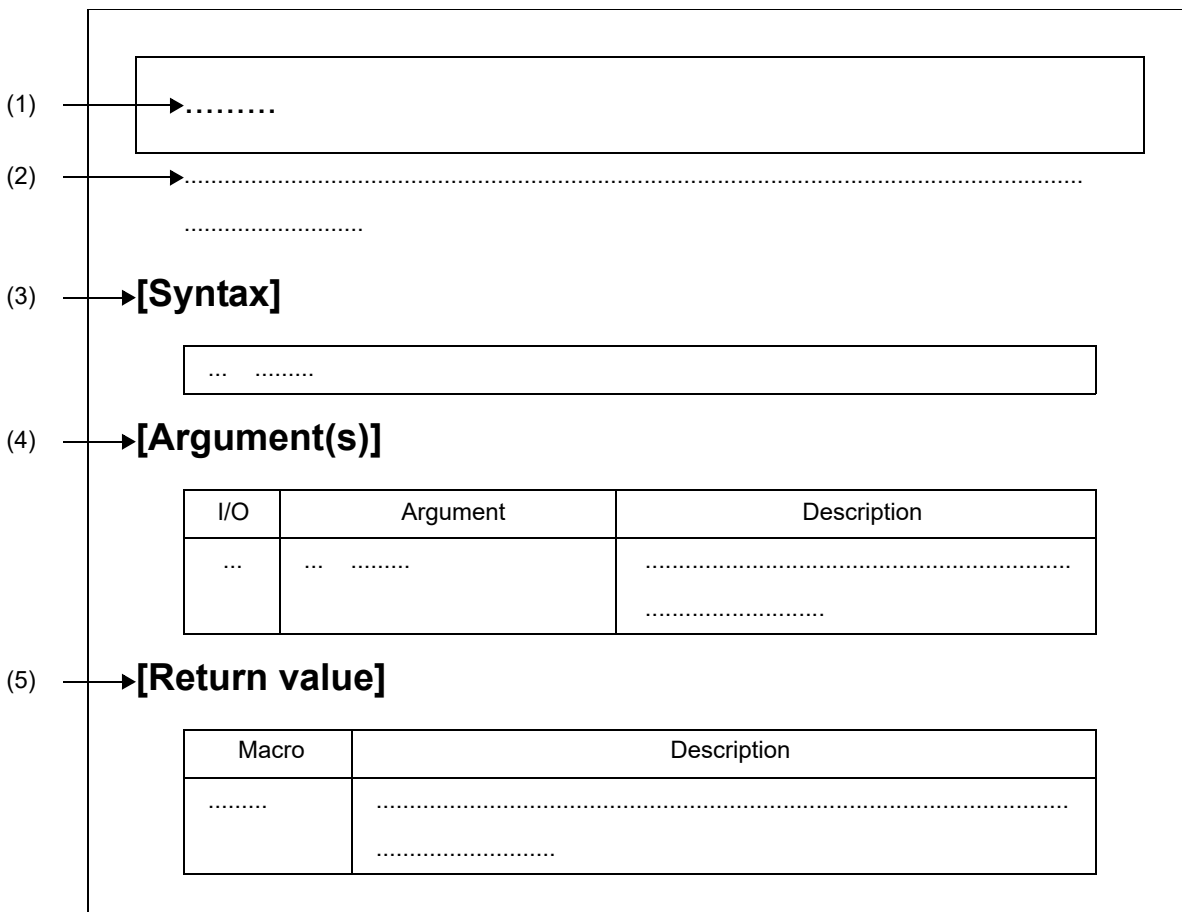 (1) .........
(2) ................................................................................................................................
...........................
(3) [Syntax]
... .........
(4) [Argument(s)]
I/O Argument Description
... ... ......... ................................................................
...........................
(5) [Return value]
Macro Description
......... ........................................................................................................
...........................